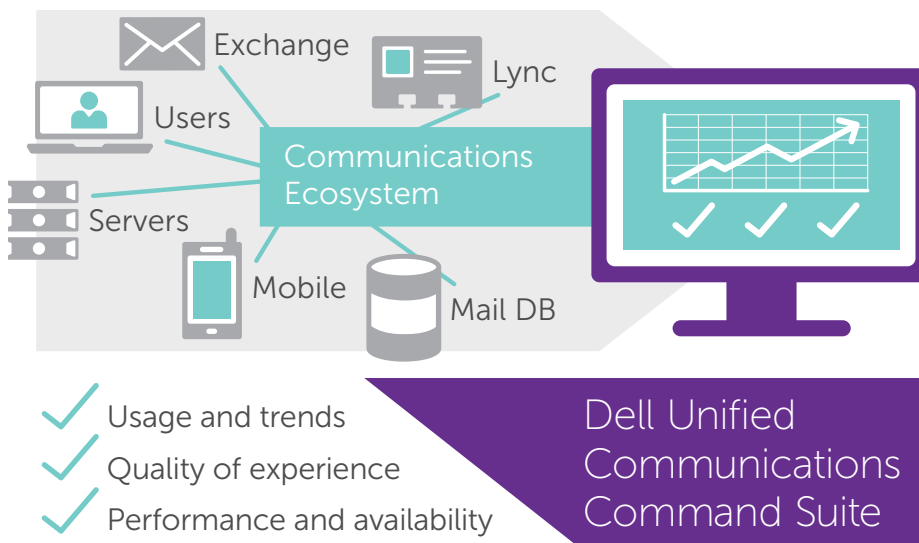 Exchange
Lync
Users
Communications
Ecosystem
Servers
Mobile
Mail DB
Usage and trends
Quality of experience
Performance and availability
Dell Unified
Communications
Command Suite